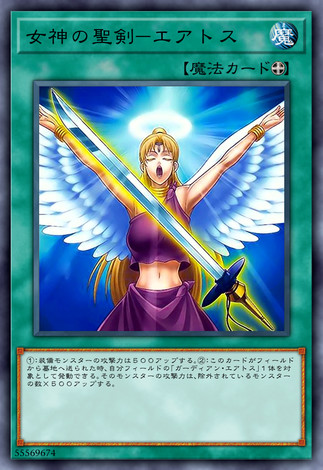 女神の聖剣－エアトス
魔
【魔法カード】
①：装備モンスターの攻撃力は５００アップする。②：このカードがフィールド
から墓地へ送られた時、自分フィールドの「ガーディアン・エアトス」１体を対
象として発動できる。そのモンスターの攻撃力は、除外されているモンスター
の数×５００アップする。
55569674